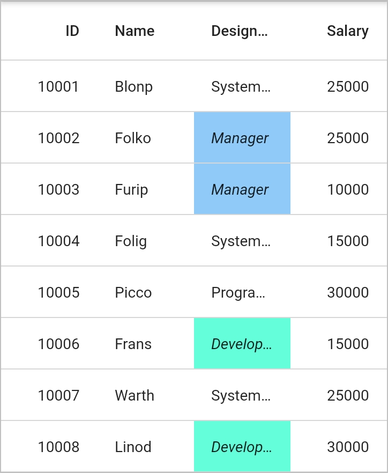 ID Name Design... Salary
10001 Blonp System... 25000
10002 Folko Manager 25000
10003 Furip Manager 10000
10004 Folig System... 15000
10005 Picco Progra... 30000
10006 Frans Develop... 15000
10007 Warth System... 25000
10008 Linod Develop... 30000